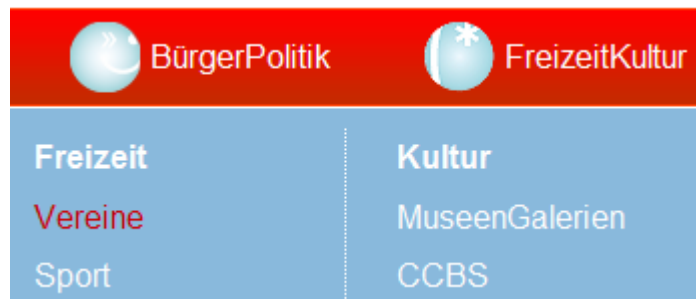 BürgerPolitik
FreizeitKultur
Freizeit
Vereine
Sport
Kultur
MuseenGalerien
CCBS